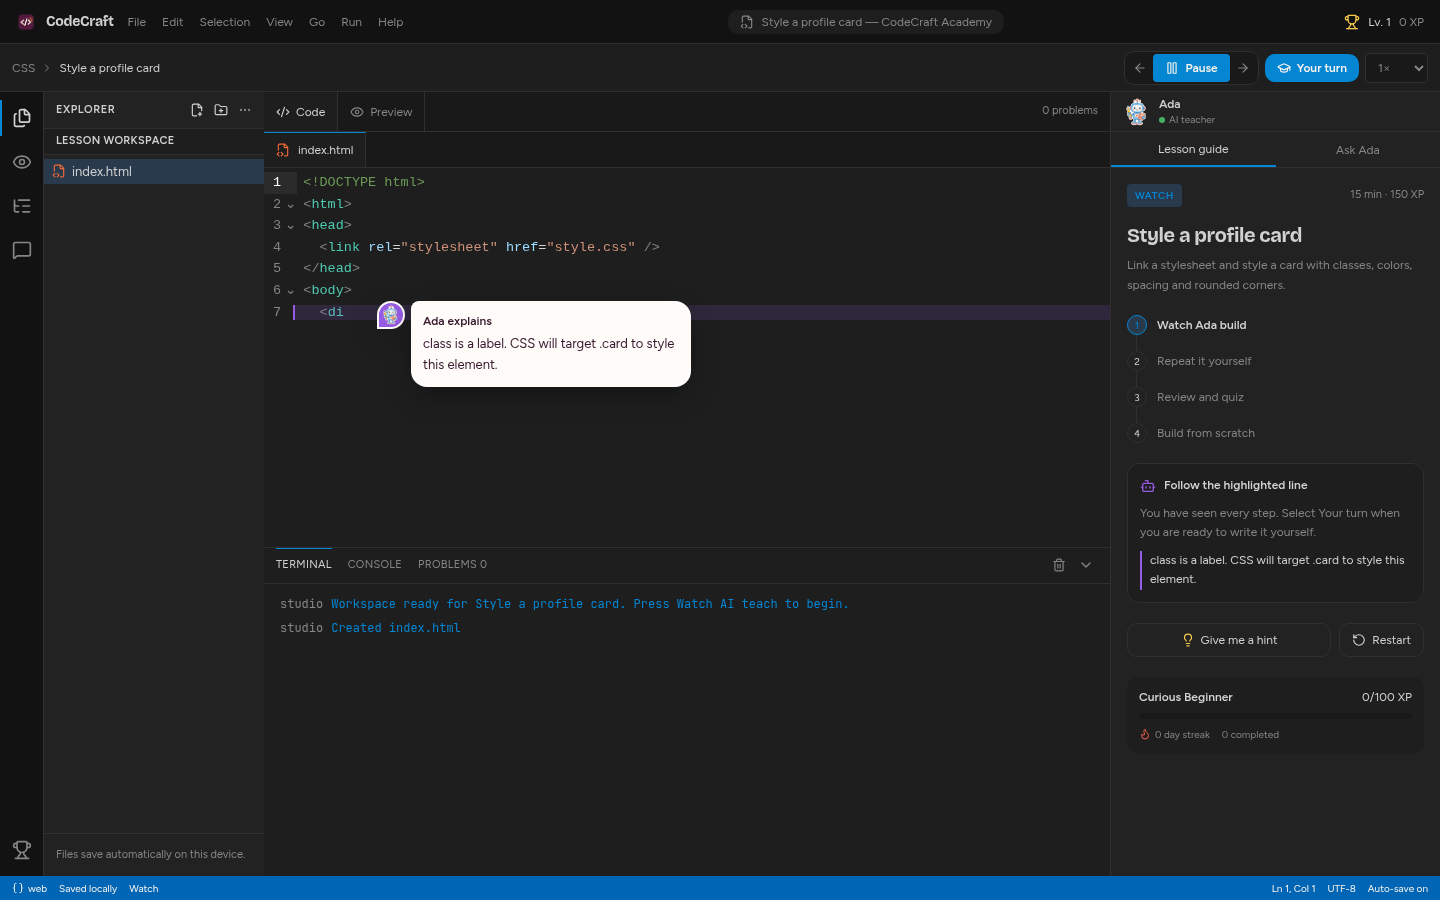 CodeCraft File Edit Selection View Go Run Help
Style a profile card — CodeCraft Academy
Lv. 1 0 XP
CSS > Style a profile card
Pause
Your turn
1×
EXPLORER
LESSON WORKSPACE
index.html
Files save automatically on this device.
Code
Preview
0 problems
index.html
1 <!DOCTYPE html>
2 <html>
3 <head>
4 <link rel="stylesheet" href="style.css" />
5 </head>
6 <body>
7 <di
Ada explains
class is a label. CSS will target .card to style
this element.
TERMINAL CONSOLE PROBLEMS 0
studio Workspace ready for Style a profile card. Press Watch AI teach to begin.
studio Created index.html
Ada
AI teacher
Lesson guide
Ask Ada
WATCH
15 min · 150 XP
Style a profile card
Link a stylesheet and style a card with classes, colors,
spacing and rounded corners.
1 Watch Ada build
2 Repeat it yourself
3 Review and quiz
4 Build from scratch
Follow the highlighted line
You have seen every step. Select Your turn when
you are ready to write it yourself.
class is a label. CSS will target .card to style this
element.
Give me a hint
Restart
Curious Beginner
0/100 XP
0 day streak 0 completed
{ } web Saved locally Watch
Ln 1, Col 1 UTF-8 Auto-save on